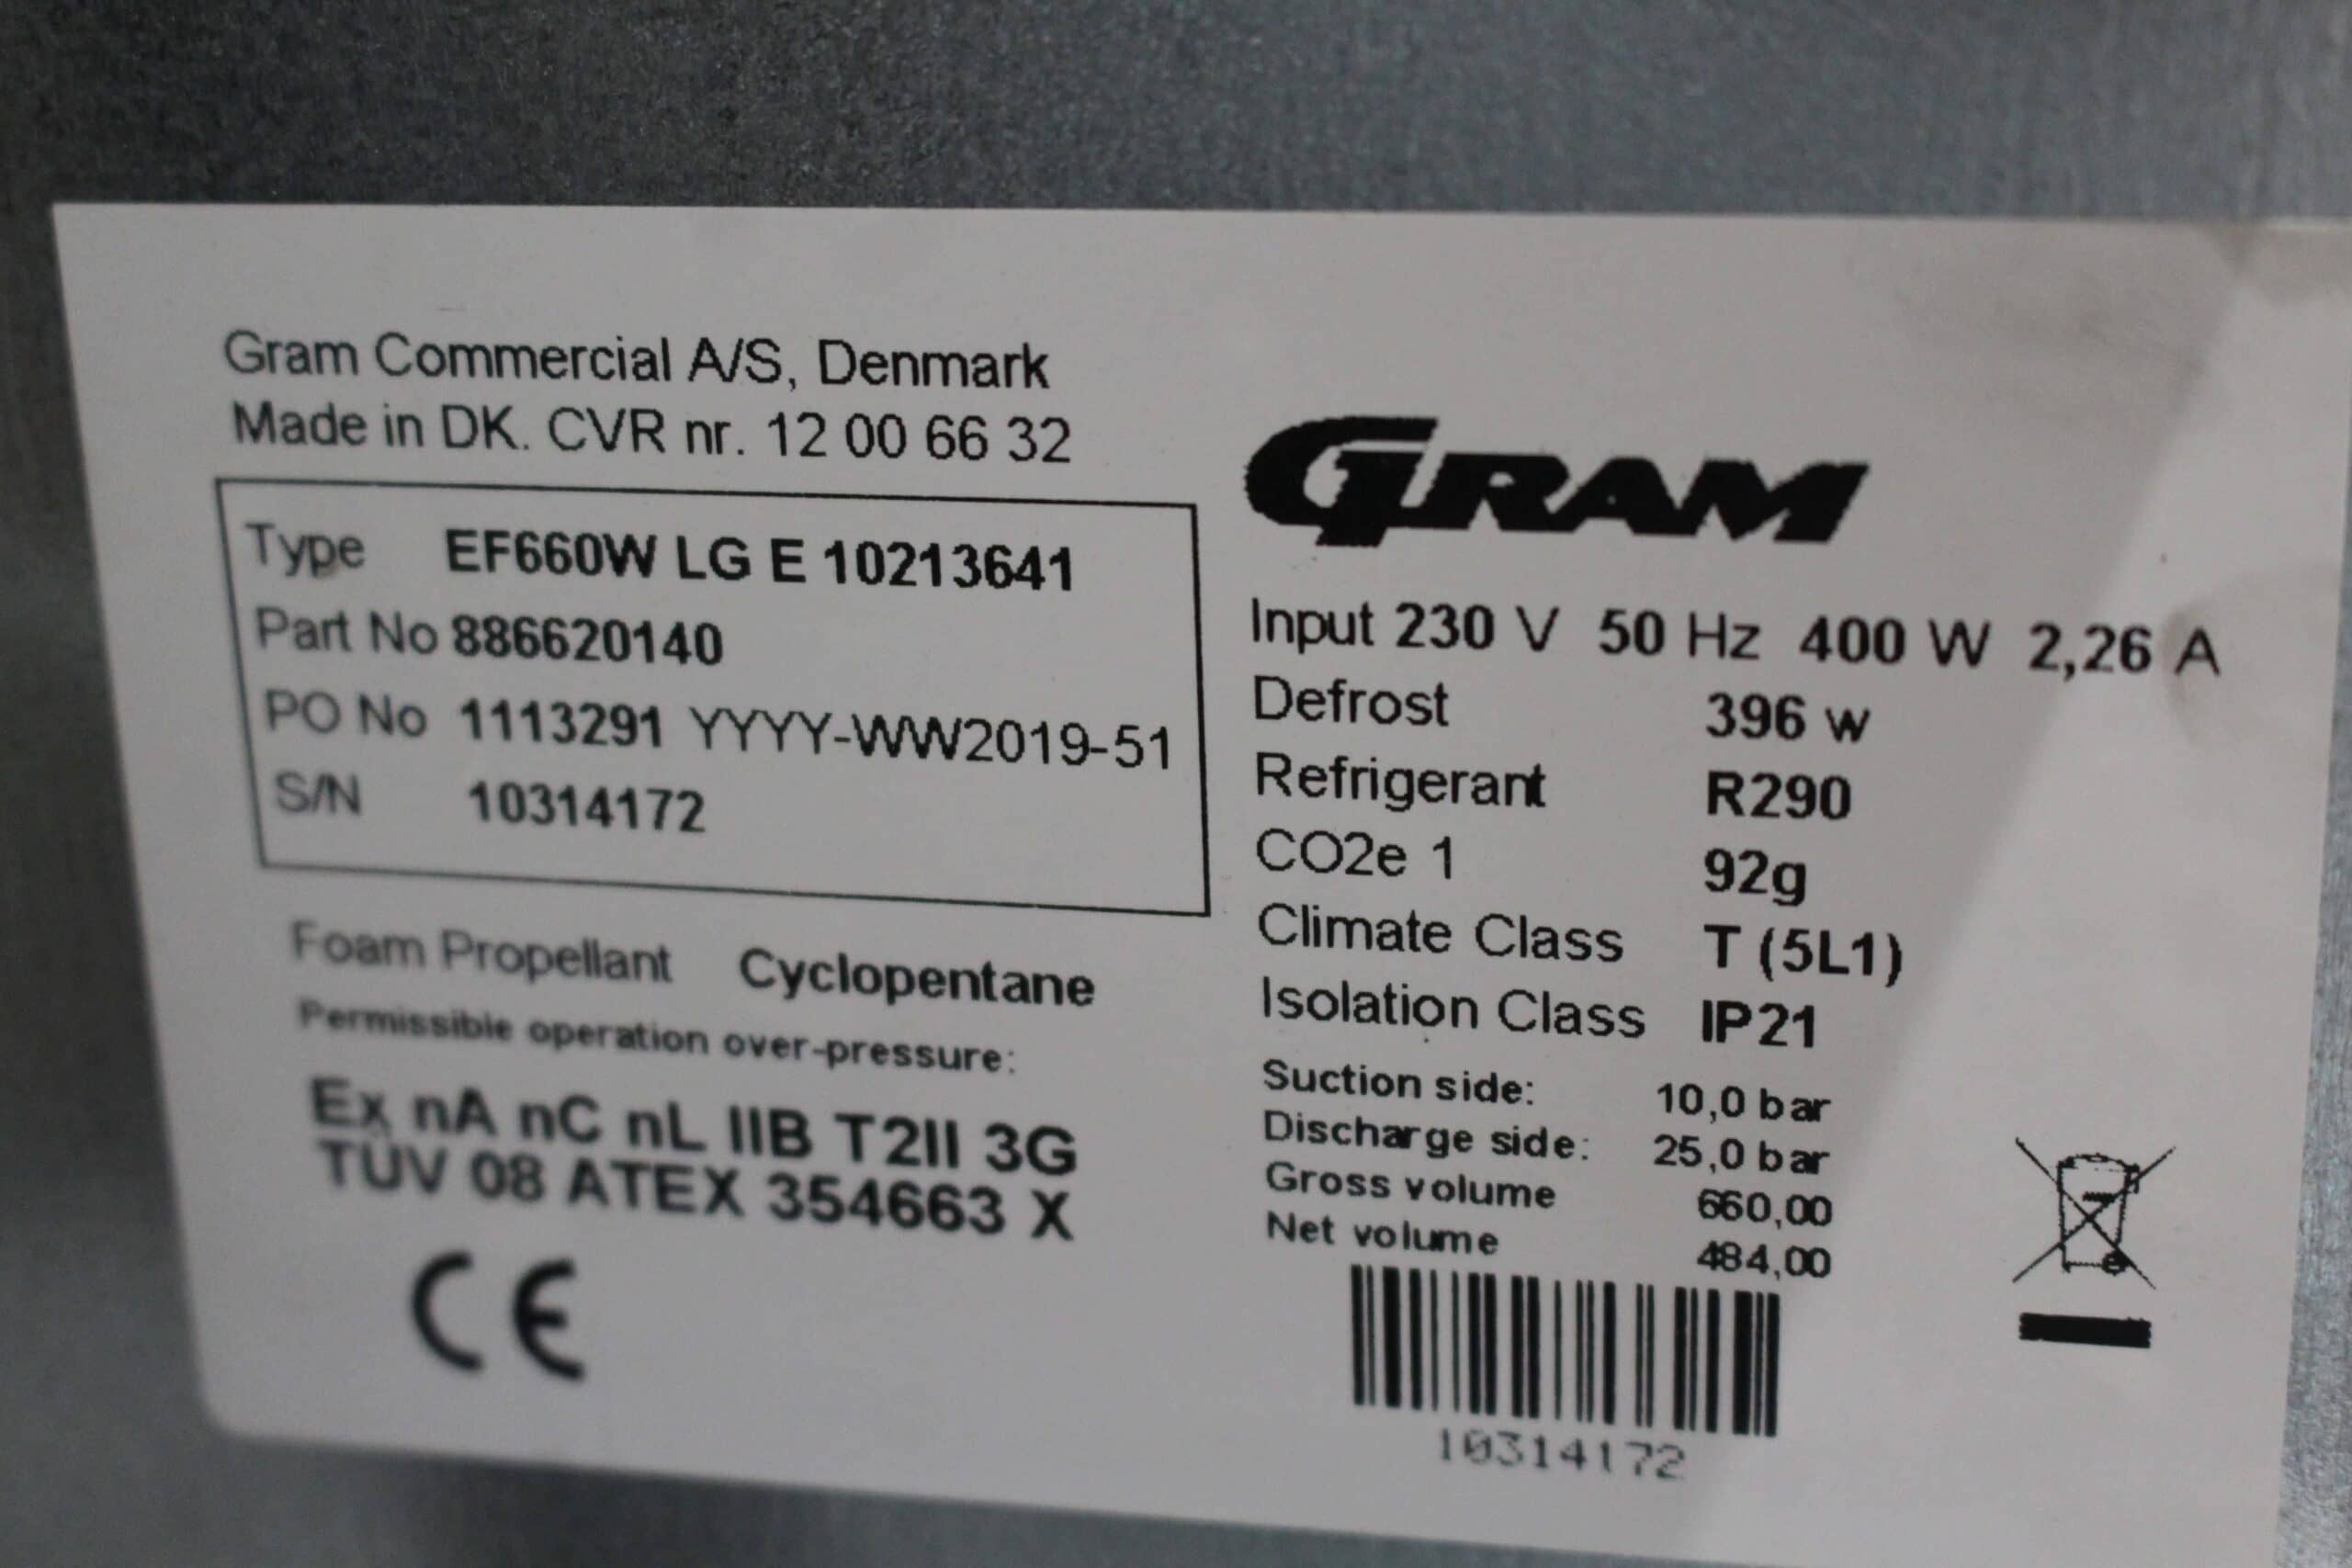 Gram Commercial A/S, Denmark
Made in DK. CVR nr. 12 00 66 32
Type EF660W LG E 10213641
Part No 886620140
PO No 1113291 YYYY-WW2019-51
S/N 10314172
Foam Propellant Cyclopentane
Permissible operation over-pressure:
Ex nA nC nL IIB T2II 3G
TÜV 08 ATEX 354663 X
CE
GRAM
Input 230 V 50 Hz 400 W 2,26 A
Defrost 396 w
Refrigerant R290
CO2e 1 92g
Climate Class T (5L1)
Isolation Class IP21
Suction side: 10,0 bar
Discharge side: 25,0 bar
Gross volume 660,00
Net volume 484,00
10314172